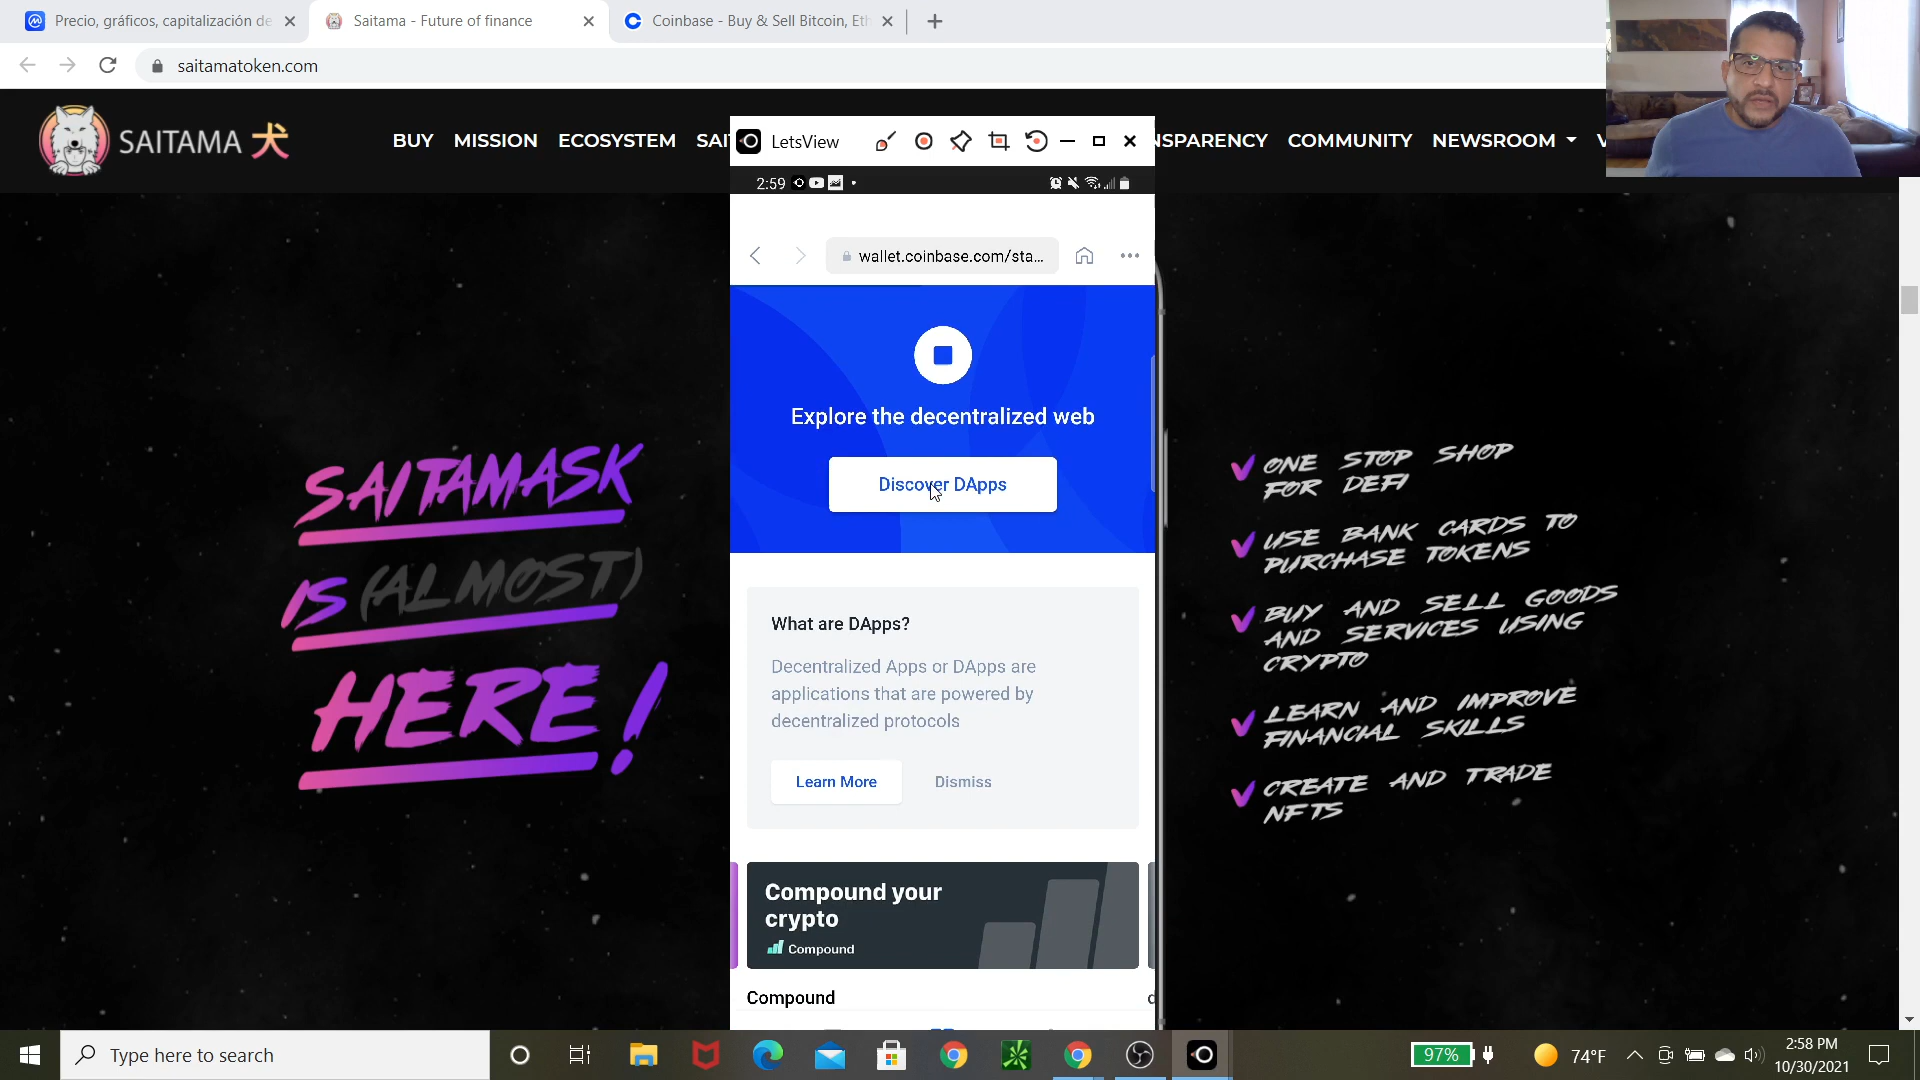 Precio, gráficos, capitalización de
Saitama - Future of finance
Coinbase - Buy & Sell Bitcoin, Eth
saitamatoken.com
SAITAMA 犬
BUY MISSION ECOSYSTEM SAI
NSPARENCY COMMUNITY NEWSROOM
LetsView
2:59
wallet.coinbase.com/sta...
Explore the decentralized web
Discover DApps
What are DApps?
Decentralized Apps or DApps are
applications that are powered by
decentralized protocols
Learn More Dismiss
Compound your
crypto
Compound
Compound
SAITAMASK
IS (ALMOST)
HERE!
ONE STOP SHOP
FOR DEFI
USE BANK CARDS TO
PURCHASE TOKENS
BUY AND SELL GOODS
AND SERVICES USING
CRYPTO
LEARN AND IMPROVE
FINANCIAL SKILLS
CREATE AND TRADE
NFTS
Type here to search
97%
74°F
2:58 PM
10/30/2021